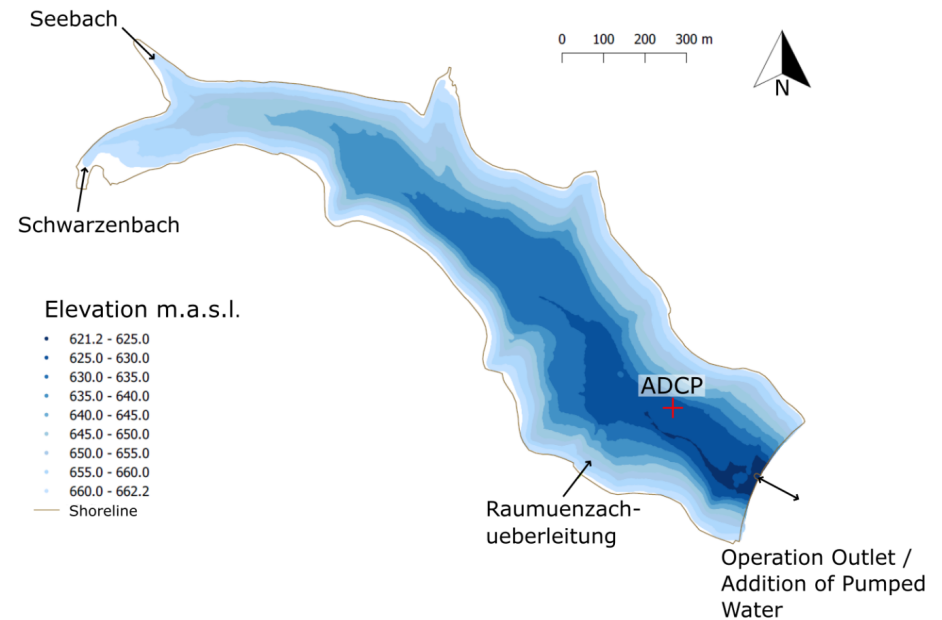 Seebach
0 100 200 300 m
N
Schwarzenbach
Elevation m.a.s.l.
621.2 - 625.0
625.0 - 630.0
630.0 - 635.0
635.0 - 640.0
640.0 - 645.0
645.0 - 650.0
650.0 - 655.0
655.0 - 660.0
660.0 - 662.2
Shoreline
ADCP
Raumuenzach-
ueberleitung
Operation Outlet /
Addition of Pumped
Water